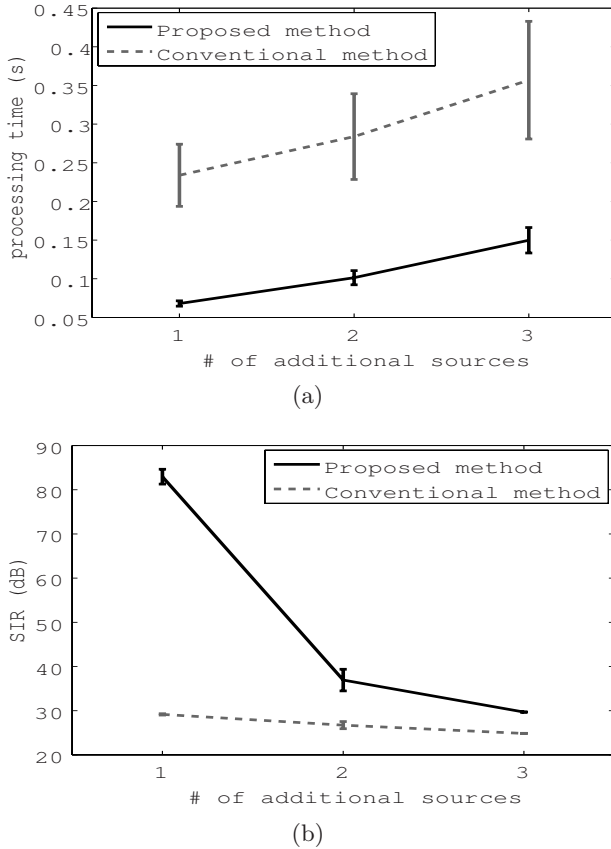 0.45
0.4
0.35
0.3
0.25
0.2
0.15
0.1
0.05
processing time (s)
Proposed method
Conventional method
1 2 3
# of additional sources
(a)
90
80
70
60
50
40
30
20
SIR (dB)
Proposed method
Conventional method
1 2 3
# of additional sources
(b)